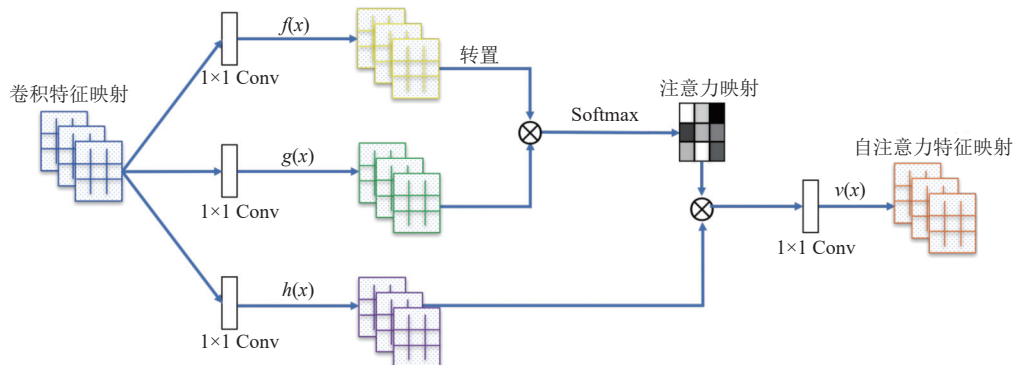 f(x)
1×1 Conv
转置
卷积特征映射
注意力映射
Softmax
g(x)
1×1 Conv
自注意力特征映射
v(x)
1×1 Conv
h(x)
1×1 Conv